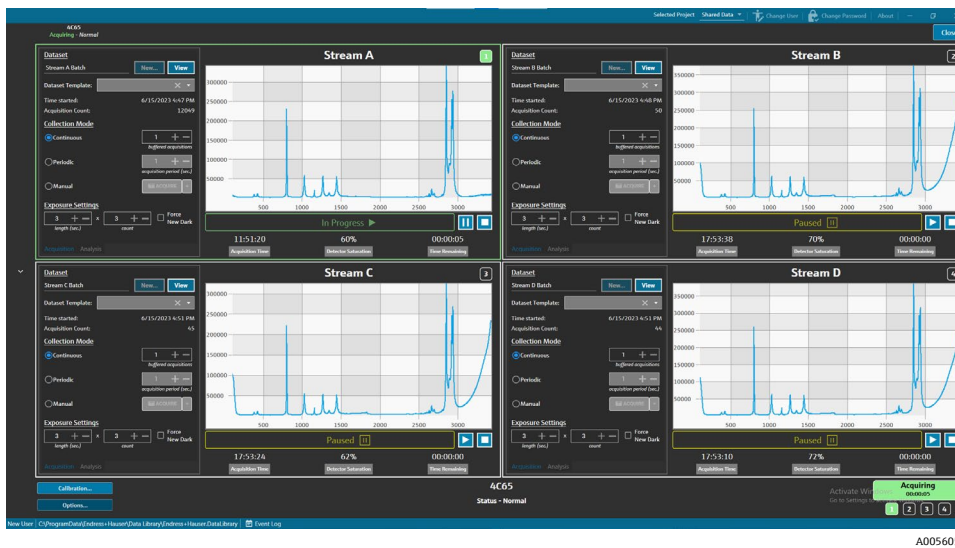 Selected Project Shared Data Change User Change Password About
4C65
Acquiring - Normal
Close
Dataset
Stream A Batch New... View
Dataset Template:
Time started: 6/15/2023 4:47 PM
Acquisition Count: 12049
Collection Mode
Continuous 1
buffered acquisitions
Periodic 1
acquisition period (sec.)
Manual ACQUIRE
Exposure Settings
3 x 3 Force New Dark
length (sec.) count
Acquisition Analysis
Stream A 1
300000
250000
200000
150000
100000
50000
500 1000 1500 2000 2500 3000
In Progress
11:51:20 60% 00:00:05
Acquisition Time Detector Saturation Time Remaining
Dataset
Stream B Batch New... View
Dataset Template:
Time started: 6/15/2023 4:48 PM
Acquisition Count: 50
Collection Mode
Continuous 1
buffered acquisitions
Periodic 1
acquisition period (sec.)
Manual ACQUIRE
Exposure Settings
3 x 3 Force New Dark
length (sec.) count
Acquisition Analysis
Stream B 2
350000
300000
250000
200000
150000
100000
50000
500 1000 1500 2000 2500 3000
Paused
17:53:38 70% 00:00:00
Acquisition Time Detector Saturation Time Remaining
Dataset
Stream C Batch New... View
Dataset Template:
Time started: 6/15/2023 4:51 PM
Acquisition Count: 45
Collection Mode
Continuous 1
buffered acquisitions
Periodic 1
acquisition period (sec.)
Manual ACQUIRE
Exposure Settings
3 x 3 Force New Dark
length (sec.) count
Acquisition Analysis
Stream C 3
300000
250000
200000
150000
100000
50000
500 1000 1500 2000 2500 3000
Paused
17:53:24 62% 00:00:00
Acquisition Time Detector Saturation Time Remaining
Dataset
Stream D Batch New... View
Dataset Template:
Time started: 6/15/2023 4:51 PM
Acquisition Count: 44
Collection Mode
Continuous 1
buffered acquisitions
Periodic 1
acquisition period (sec.)
Manual ACQUIRE
Exposure Settings
3 x 3 Force New Dark
length (sec.) count
Acquisition Analysis
Stream D 4
350000
300000
250000
200000
150000
100000
50000
500 1000 1500 2000 2500 3000
Paused
17:53:10 72% 00:00:00
Acquisition Time Detector Saturation Time Remaining
Calibration...
Options...
4C65
Status - Normal
Activate
Go to Settings
Acquiring
00:00:05
1 2 3 4
New User C:\ProgramData\Endress+Hauser\Data Library\Endress+Hauser.DataLibrary Event Log
A00560